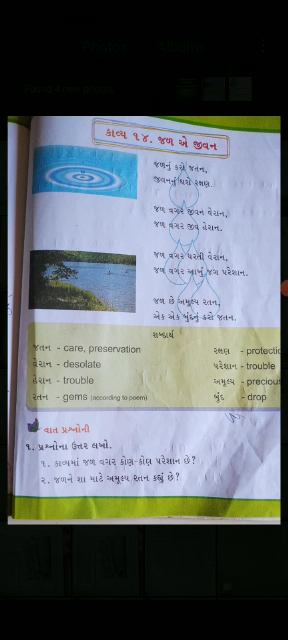 કાવ્ય ૧૪. જળ એ જીવન
જળનું કરો જતન,
જીવનનું થશે રક્ષણ.
જળ વગર જીવન વેરાન,
જળ વગર જીવ હેરાન.
જળ વગર ધરતી વેરાન,
જળ વગર આખું જગ પરેશાન.
જળ છે અમૂલ્ય રતન,
એક એક બુંદનું કરો જતન.
શબ્દાર્થ
જતન - care, preservation
રક્ષણ - protectio
વેરાન - desolate
પરેશાન - trouble
હેરાન - trouble
અમૂલ્ય - precious
રતન - gems (according to poem)
બુંદ - drop
વાત પ્રશ્નોની
૧. પ્રશ્નોના ઉત્તર લખો.
૧. કાવ્યમાં જળ વગર કોણ-કોણ પરેશાન છે?
૨. જળને શા માટે અમૂલ્ય રતન કહ્યું છે?